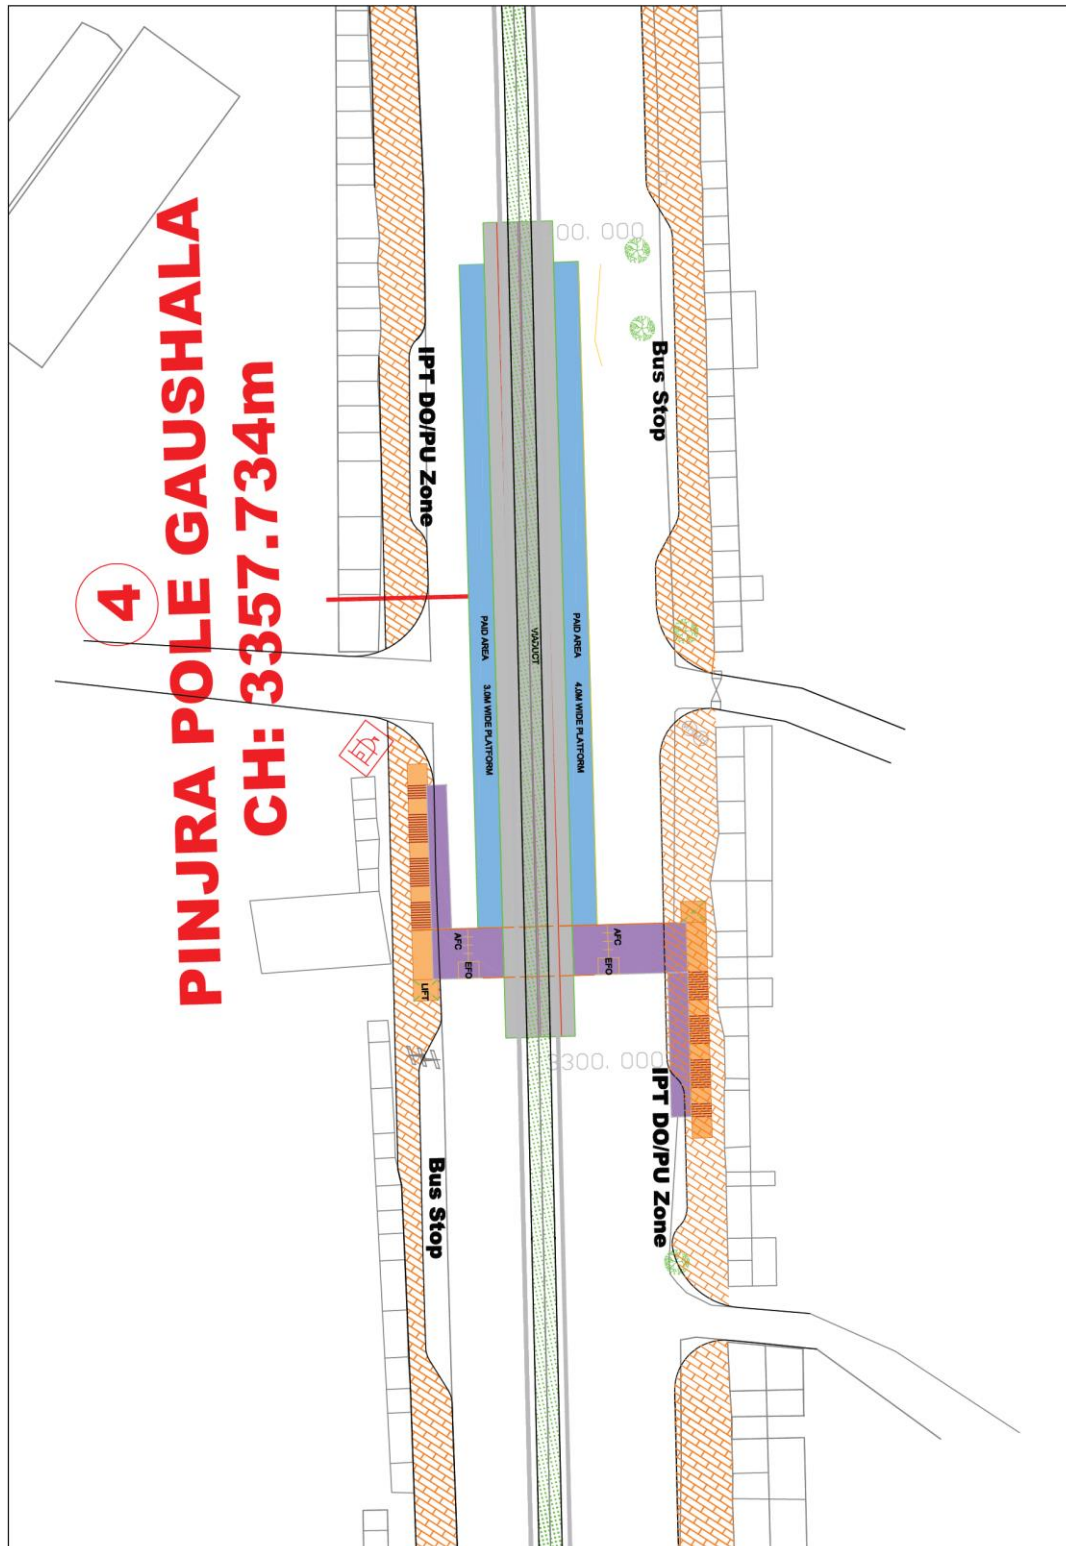 4
PINJRA POLE GAUSHALA
CH: 3357.734m
00. 000
IPT DO/PU Zone
Bus Stop
PAID AREA
3.0M WIDE PLATFORM
VIADUCT
PAID AREA
4.0M WIDE PLATFORM
AFC
EFO
AFC
EFO
LIFT
3300. 000
IPT DO/PU Zone
Bus Stop